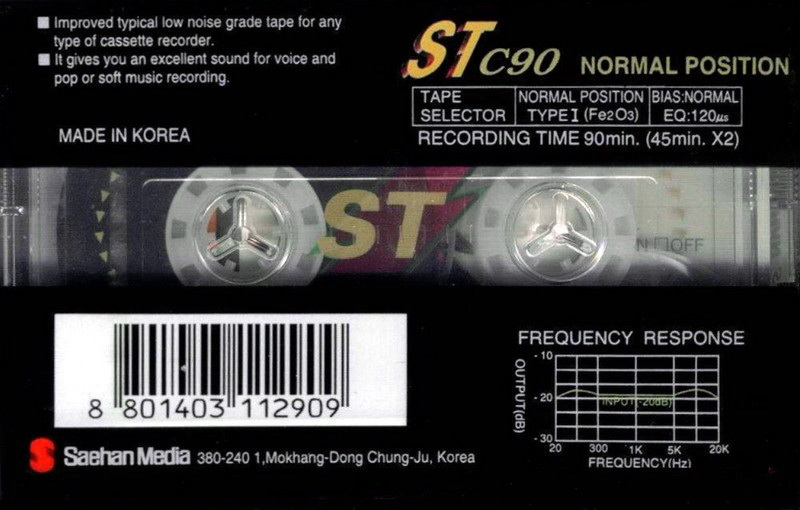 ■ Improved typical low noise grade tape for any
type of cassette recorder.
■ It gives you an excellent sound for voice and
pop or soft music recording.
MADE IN KOREA
ST C90 NORMAL POSITION
TAPE SELECTOR
NORMAL POSITION TYPE I (Fe2O3)
BIAS:NORMAL EQ:120µs
RECORDING TIME 90min. (45min. X2)
ST
N □OFF
8 801403 112909
FREQUENCY RESPONSE
OUTPUT(dB)
-10
-20
-30
INPUT(-20dB)
20 300 1K 5K 20K
FREQUENCY(Hz)
Saehan Media 380-240 1,Mokhang-Dong Chung-Ju, Korea